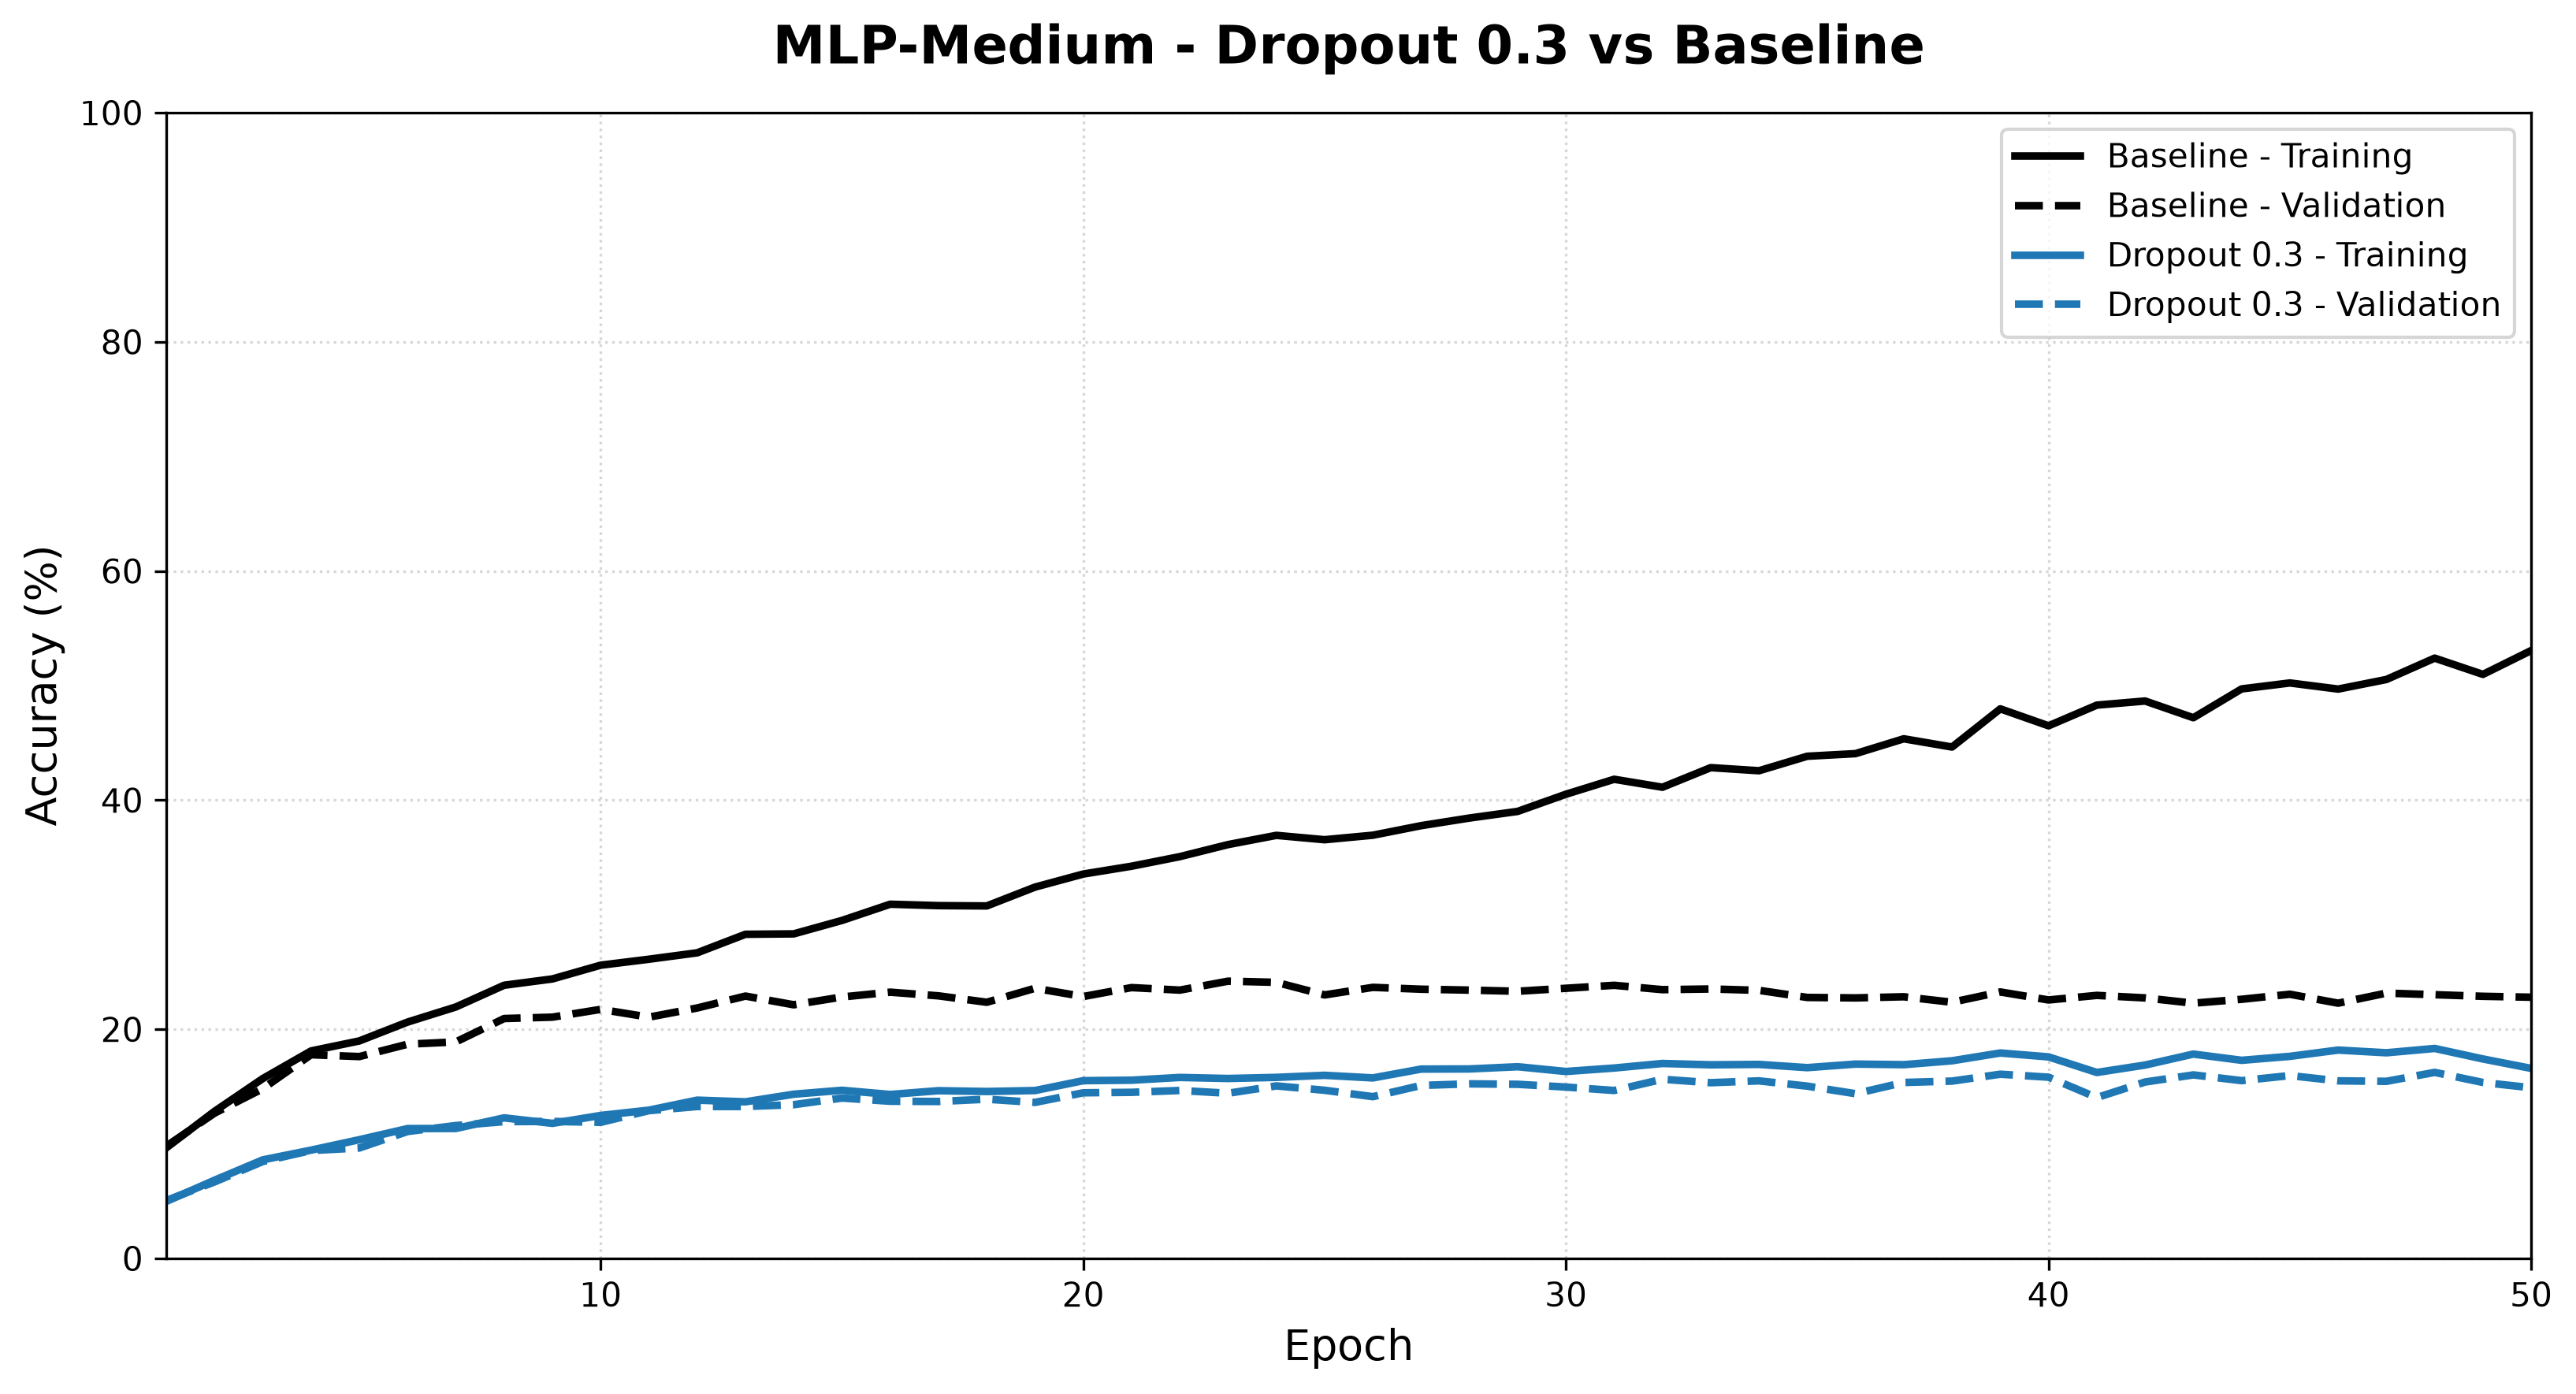 MLP-Medium - Dropout 0.3 vs Baseline
100
80
60
40
20
0
Accuracy (%)
Baseline - Training
Baseline - Validation
Dropout 0.3 - Training
Dropout 0.3 - Validation
10
20
30
40
50
Epoch